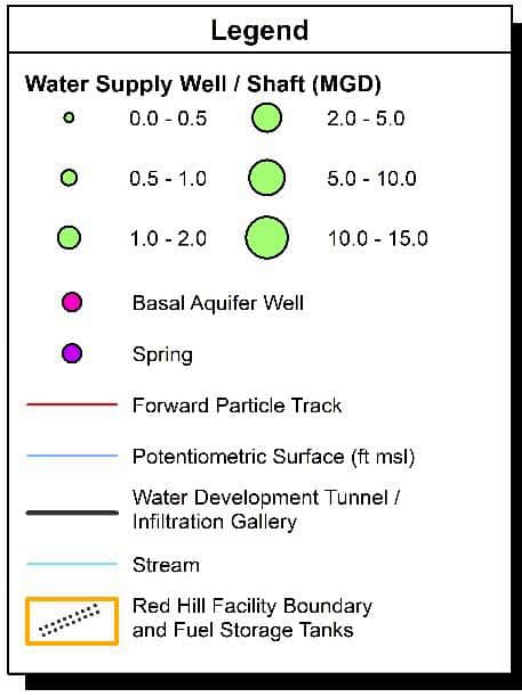 Legend
Water Supply Well / Shaft (MGD)
0.0 - 0.5 2.0 - 5.0
0.5 - 1.0 5.0 - 10.0
1.0 - 2.0 10.0 - 15.0
Basal Aquifer Well
Spring
Forward Particle Track
Potentiometric Surface (ft msl)
Water Development Tunnel /
Infiltration Gallery
Stream
Red Hill Facility Boundary
and Fuel Storage Tanks